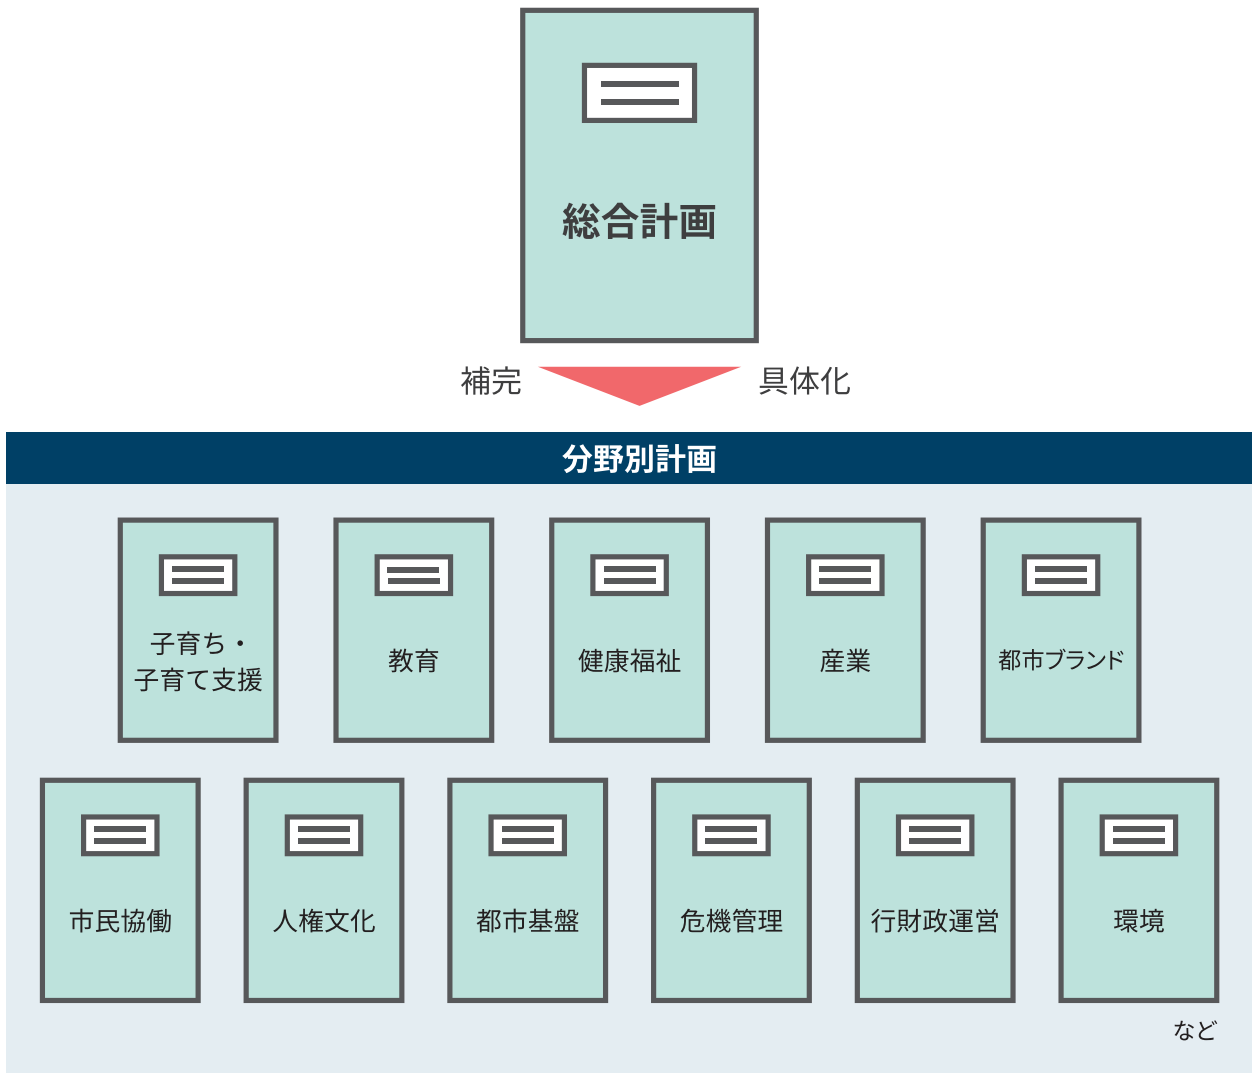 総合計画
補完
具体化
分野別計画
子育ち・
子育て支援
教育
健康福祉
産業
都市ブランド
市民協働
人権文化
都市基盤
危機管理
行財政運営
環境
など